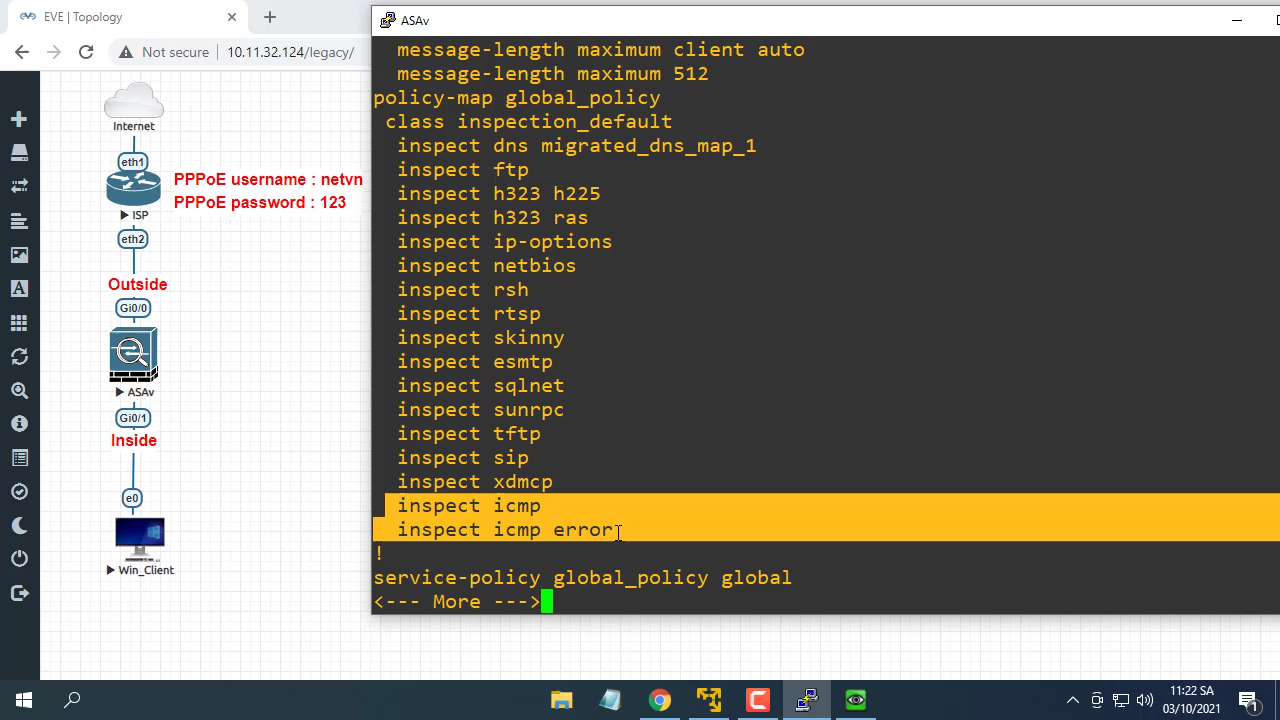 EVE | Topology
Not secure
10.11.32.124/legacy/
Internet
eth1
PPPoE username : netvn
PPPoE password : 123
ISP
eth2
Outside
Gi0/0
ASAv
Gi0/1
Inside
e0
Win_Client
ASAv
message-length maximum client auto
message-length maximum 512
policy-map global_policy
class inspection_default
inspect dns migrated_dns_map_1
inspect ftp
inspect h323 h225
inspect h323 ras
inspect ip-options
inspect netbios
inspect rsh
inspect rtsp
inspect skinny
inspect esmtp
inspect sqlnet
inspect sunrpc
inspect tftp
inspect sip
inspect xdmcp
inspect icmp
inspect icmp error
!
service-policy global_policy global
<--- More --->
11:22 SA
03/10/2021
1